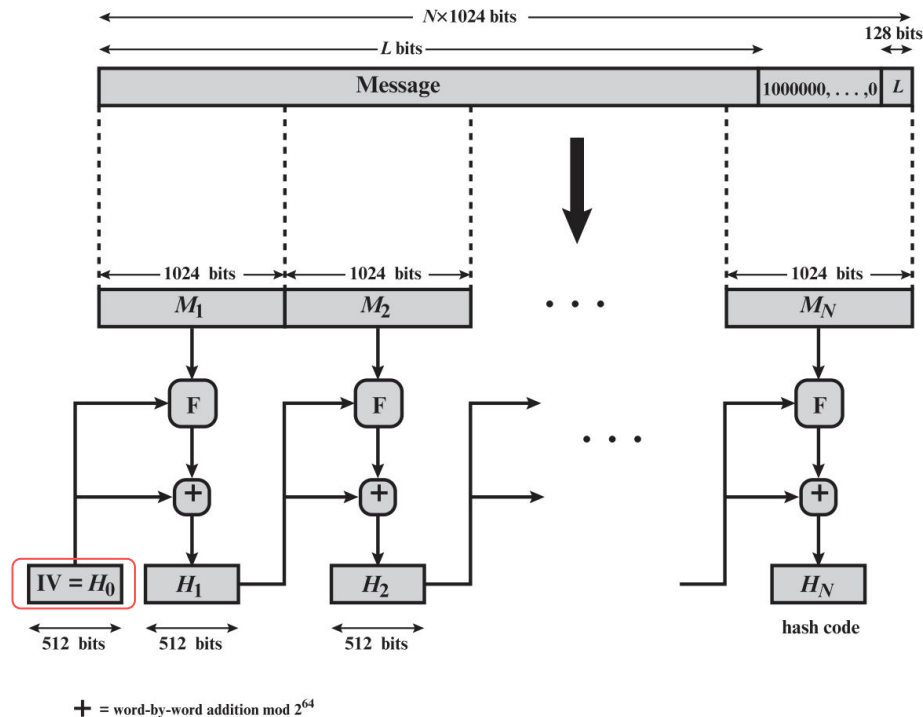 N×1024 bits
128 bits
L bits
Message
1000000, . . . ,0
L
1024 bits
1024 bits
1024 bits
M1
M2
. . .
MN
F
F
F
. . .
+
+
+
IV = H0
H1
H2
HN
512 bits
512 bits
512 bits
hash code
+ = word-by-word addition mod 2^64